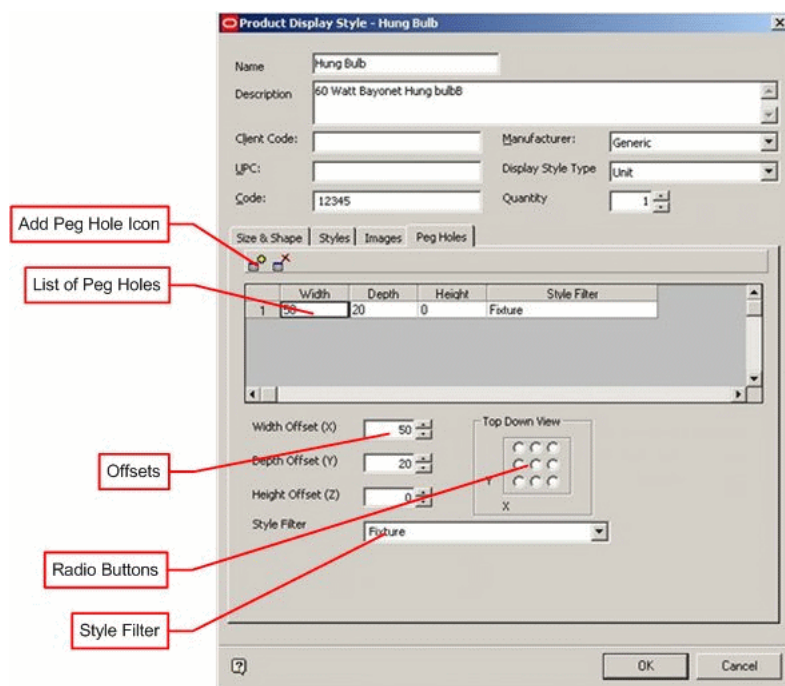 Product Display Style - Hung Bulb
Name Hung Bulb
Description 60 Watt Bayonet Hung bulbB
Client Code: Manufacturer: Generic
UPC: Display Style Type Unit
Code: 12345 Quantity 1
Add Peg Hole Icon
Size & Shape Styles Images Peg Holes
List of Peg Holes
Width Depth Height Style Filter
1 50 20 0 Fixture
Width Offset (X) 50 Top Down View
Offsets
Depth Offset (Y) 20
Y
Height Offset (Z) 0
X
Style Filter Fixture
Radio Buttons
Style Filter
? OK Cancel